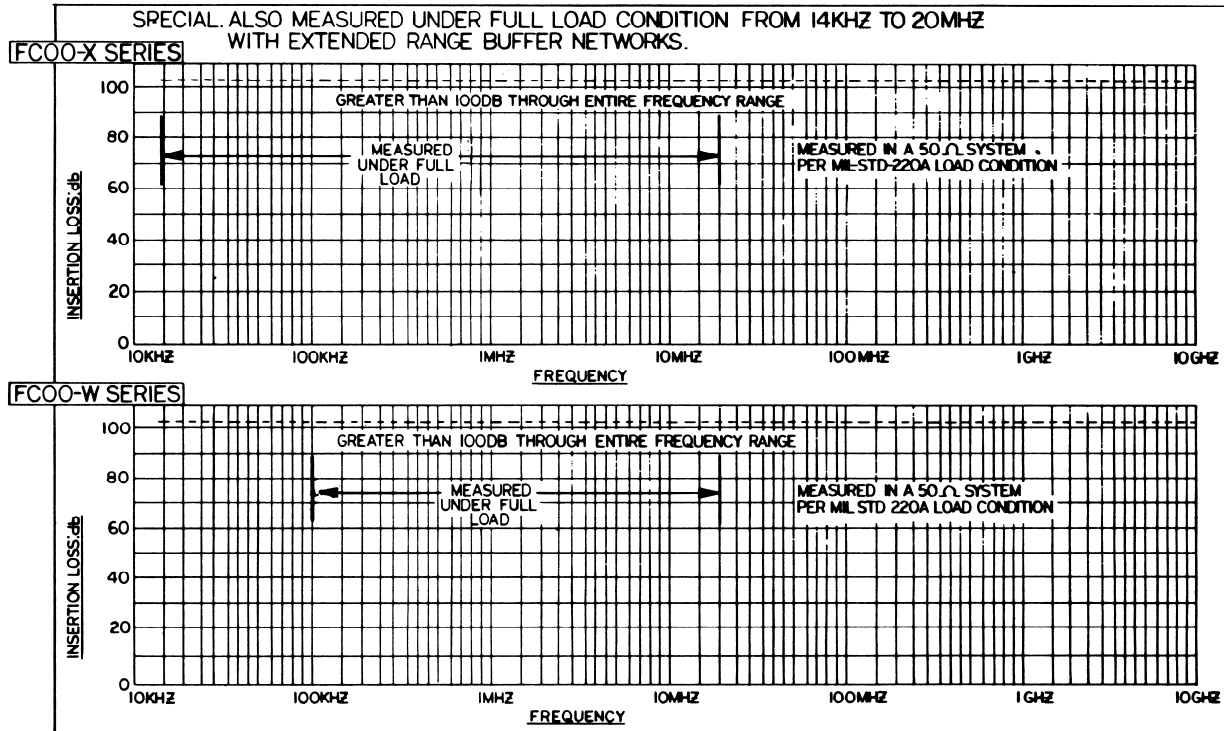 SPECIAL. ALSO MEASURED UNDER FULL LOAD CONDITION FROM 14KHZ TO 20MHZ
WITH EXTENDED RANGE BUFFER NETWORKS.
FC00-X SERIES
100
GREATER THAN 100DB THROUGH ENTIRE FREQUENCY RANGE
80
MEASURED
UNDER FULL
LOAD
MEASURED IN A 50Ω SYSTEM
PER MIL-STD-220A LOAD CONDITION
60
40
20
0
INSERTION LOSS:db
10KHZ 100KHZ 1MHZ 10MHZ 100MHZ 1GHZ 10GHZ
FREQUENCY
FC00-W SERIES
100
GREATER THAN 100DB THROUGH ENTIRE FREQUENCY RANGE
80
MEASURED
UNDER FULL
LOAD
MEASURED IN A 50Ω SYSTEM
PER MIL STD 220A LOAD CONDITION
60
40
20
0
INSERTION LOSS:db
10KHZ 100KHZ 1MHZ 10MHZ 100MHZ 1GHZ 10GHZ
FREQUENCY